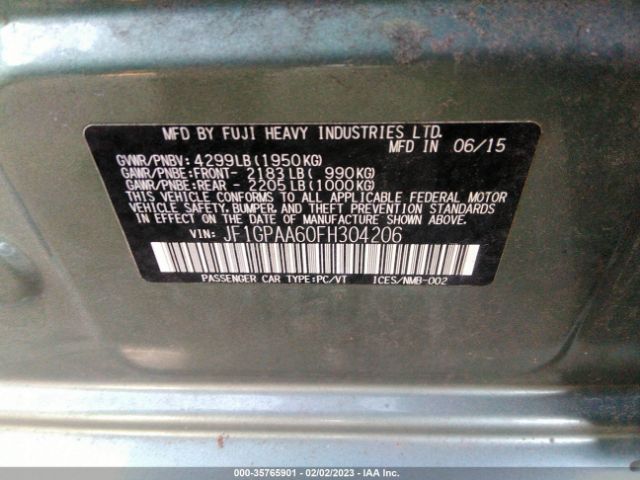 MFD BY FUJI HEAVY INDUSTRIES LTD.
MFD IN 06/15
GVWR/PNBV: 4299LB(1950KG)
GAWR/PNBE:FRONT- 2183LB( 990KG)
GAWR/PNBE:REAR - 2205LB(1000KG)
THIS VEHICLE CONFORMS TO ALL APPLICABLE FEDERAL MOTOR
VEHICLE SAFETY, BUMPER, AND THEFT PREVENTION
STANDARDS IN EFFECT ON THE DATE OF MANUFACTURE SHOWN ABOVE.
VIN: JF1GPAA60FH304206
PASSENGER CAR TYPE:PC/VT ICES/NMB-002
000-35765901 - 02/02/2023 - IAA Inc.